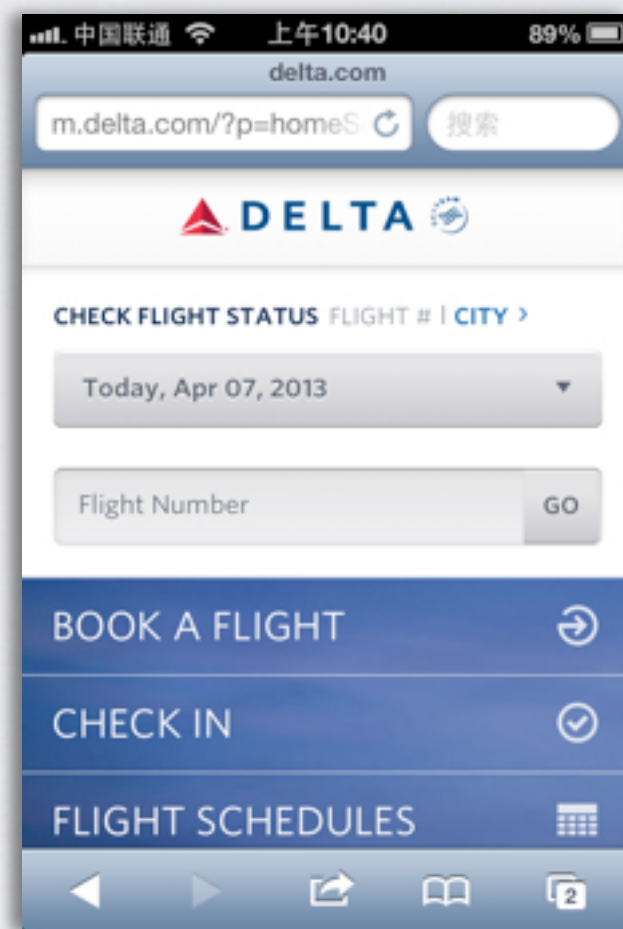 中国联通 上午10:40 89%
delta.com
m.delta.com/?p=homeS 搜索
DELTA
CHECK FLIGHT STATUS FLIGHT # | CITY >
Today, Apr 07, 2013
Flight Number GO
BOOK A FLIGHT
CHECK IN
FLIGHT SCHEDULES
2